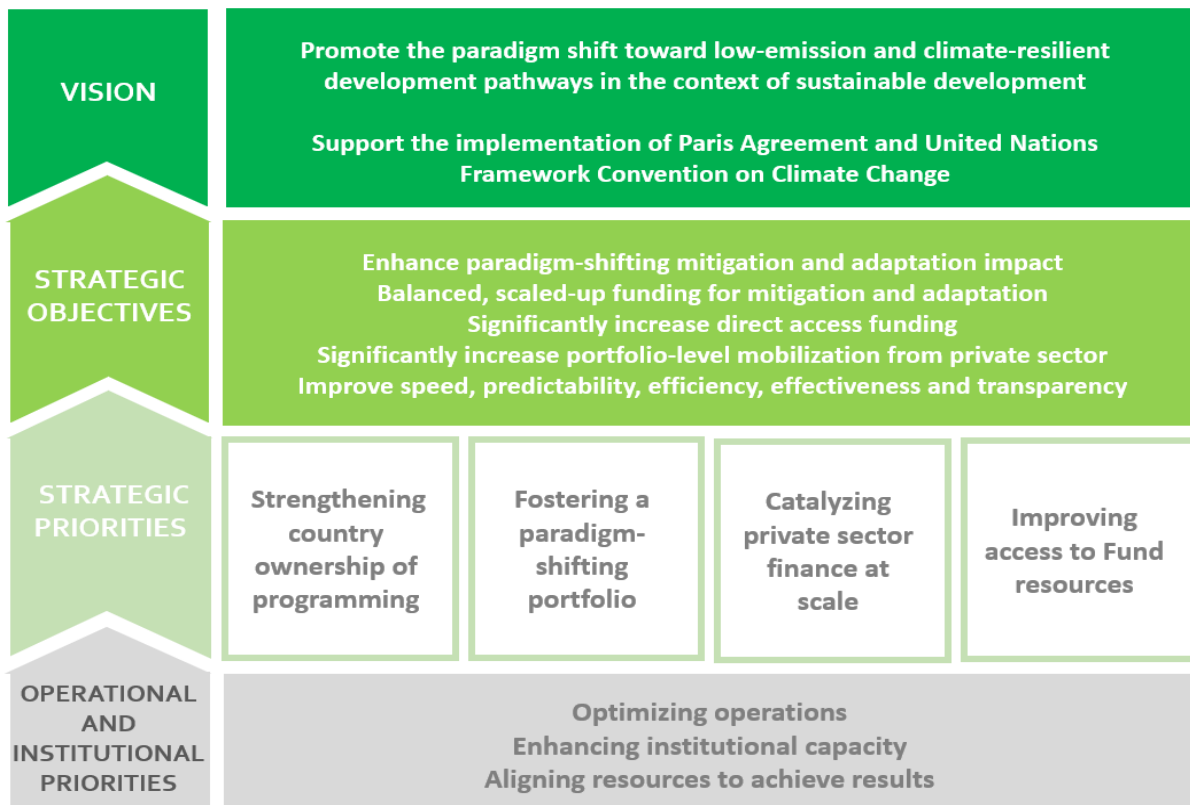 VISION
Promote the paradigm shift toward low-emission and climate-resilient
development pathways in the context of sustainable development
Support the implementation of Paris Agreement and United Nations
Framework Convention on Climate Change
STRATEGIC
OBJECTIVES
Enhance paradigm-shifting mitigation and adaptation impact
Balanced, scaled-up funding for mitigation and adaptation
Significantly increase direct access funding
Significantly increase portfolio-level mobilization from private sector
Improve speed, predictability, efficiency, effectiveness and transparency
STRATEGIC
PRIORITIES
Strengthening
country
ownership of
programming
Fostering a
paradigm-
shifting
portfolio
Catalyzing
private sector
finance at
scale
Improving
access to Fund
resources
OPERATIONAL
AND
INSTITUTIONAL
PRIORITIES
Optimizing operations
Enhancing institutional capacity
Aligning resources to achieve results